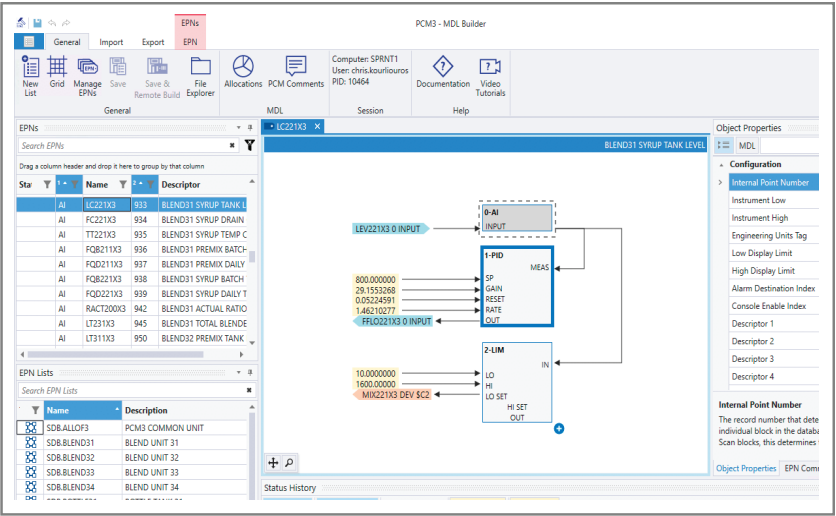 EPNs
PCM3 - MDL Builder
General Import Export EPN
New List
Grid
Manage EPNs
Save
Save & Remote Build
File Explorer
General
Allocations
PCM Comments
MDL
Computer: SPRNT1
User: chris.kourliouros
PID: 10464
Session
Documentation
Video Tutorials
Help
EPNs
Search EPNs
Drag a column header and drop it here to group by that column
Sta 1 Name 2 Descriptor
AI LC221X3 933 BLEND31 SYRUP TANK L
AI FC221X3 934 BLEND31 SYRUP DRAIN
AI TT221X3 935 BLEND31 SYRUP TEMP C
AI FQB211X3 936 BLEND31 PREMIX BATCH
AI FQD211X3 937 BLEND31 PREMIX DAILY
AI FQB221X3 938 BLEND31 SYRUP BATCH
AI FQD221X3 939 BLEND31 SYRUP DAILY T
AI RACT200X3 942 BLEND31 ACTUAL RATIO
AI LT231X3 945 BLEND31 TOTAL BLENDE
AI LT311X3 950 BLEND32 PREMIX TANK
EPN Lists
Search EPN Lists
Name Description
SDB.ALLOF3 PCM3 COMMON UNIT
SDB.BLEND31 BLEND UNIT 31
SDB.BLEND32 BLEND UNIT 32
SDB.BLEND33 BLEND UNIT 33
SDB.BLEND34 BLEND UNIT 34
LC221X3 ×
BLEND31 SYRUP TANK LEVEL
0-AI
LEV221X3 0 INPUT
INPUT
1-PID
MEAS
800.000000 SP
29.1553268 GAIN
0.05224591 RESET
1.46210277 RATE
FFLO221X3 0 INPUT OUT
2-LIM
IN
10.0000000 LO
1600.00000 HI
MIX221X3 DEV $C2 LO SET
HI SET
OUT
Status History
Object Properties
MDL
Configuration
Internal Point Number
Instrument Low
Instrument High
Engineering Units Tag
Low Display Limit
High Display Limit
Alarm Destination Index
Console Enable Index
Descriptor 1
Descriptor 2
Descriptor 3
Descriptor 4
Internal Point Number
The record number that dete
individual block in the databa
Scan blocks, this determines
Object Properties EPN Com